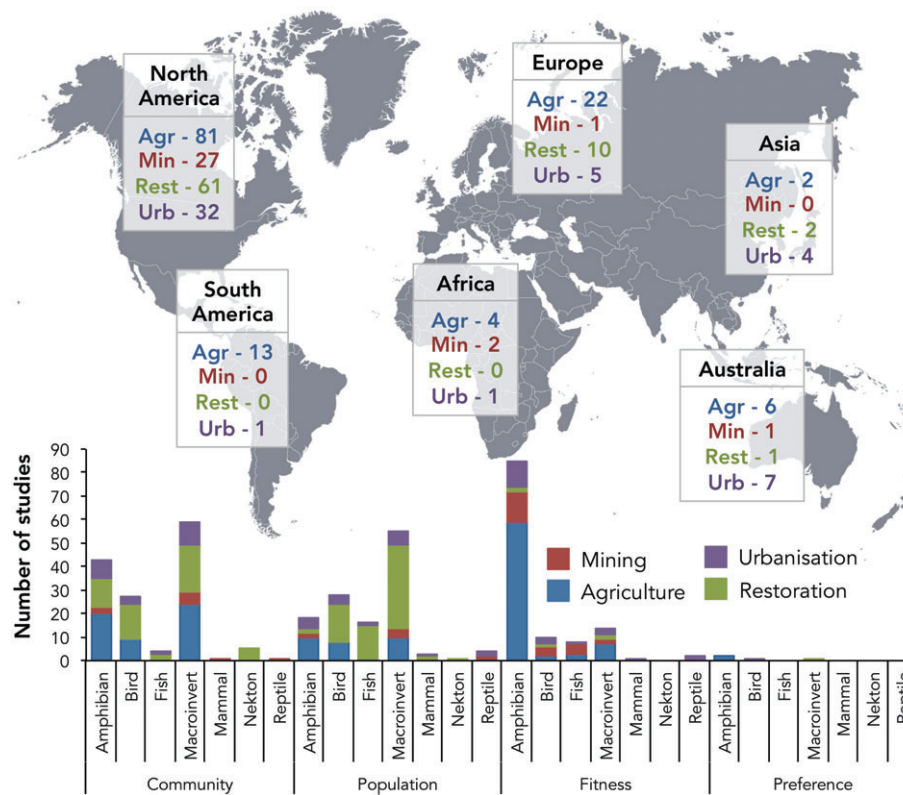 North
America
Agr - 81
Min - 27
Rest - 61
Urb - 32
Europe
Agr - 22
Min - 1
Rest - 10
Urb - 5
Asia
Agr - 2
Min - 0
Rest - 2
Urb - 4
South
America
Agr - 13
Min - 0
Rest - 0
Urb - 1
Africa
Agr - 4
Min - 2
Rest - 0
Urb - 1
Australia
Agr - 6
Min - 1
Rest - 1
Urb - 7
Number of studies
90
80
70
60
50
40
30
20
10
0
Mining
Urbanisation
Agriculture
Restoration
Amphibian
Bird
Fish
Macroinvert
Mammal
Nekton
Reptile
Amphibian
Bird
Fish
Macroinvert
Mammal
Nekton
Reptile
Amphibian
Bird
Fish
Macroinvert
Mammal
Nekton
Reptile
Amphibian
Bird
Fish
Macroinvert
Mammal
Nekton
Reptile
Community
Population
Fitness
Preference